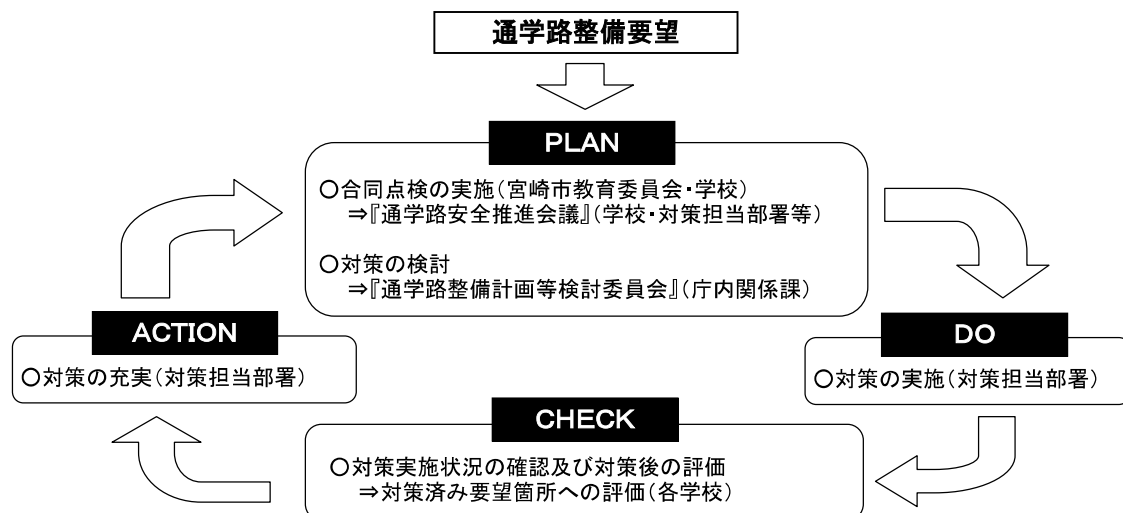 通学路整備要望
PLAN
○合同点検の実施(宮崎市教育委員会・学校)
⇒『通学路安全推進会議』(学校・対策担当部署等)
○対策の検討
⇒『通学路整備計画等検討委員会』(庁内関係課)
ACTION
○対策の充実(対策担当部署)
DO
○対策の実施(対策担当部署)
CHECK
○対策実施状況の確認及び対策後の評価
⇒対策済み要望箇所への評価(各学校)